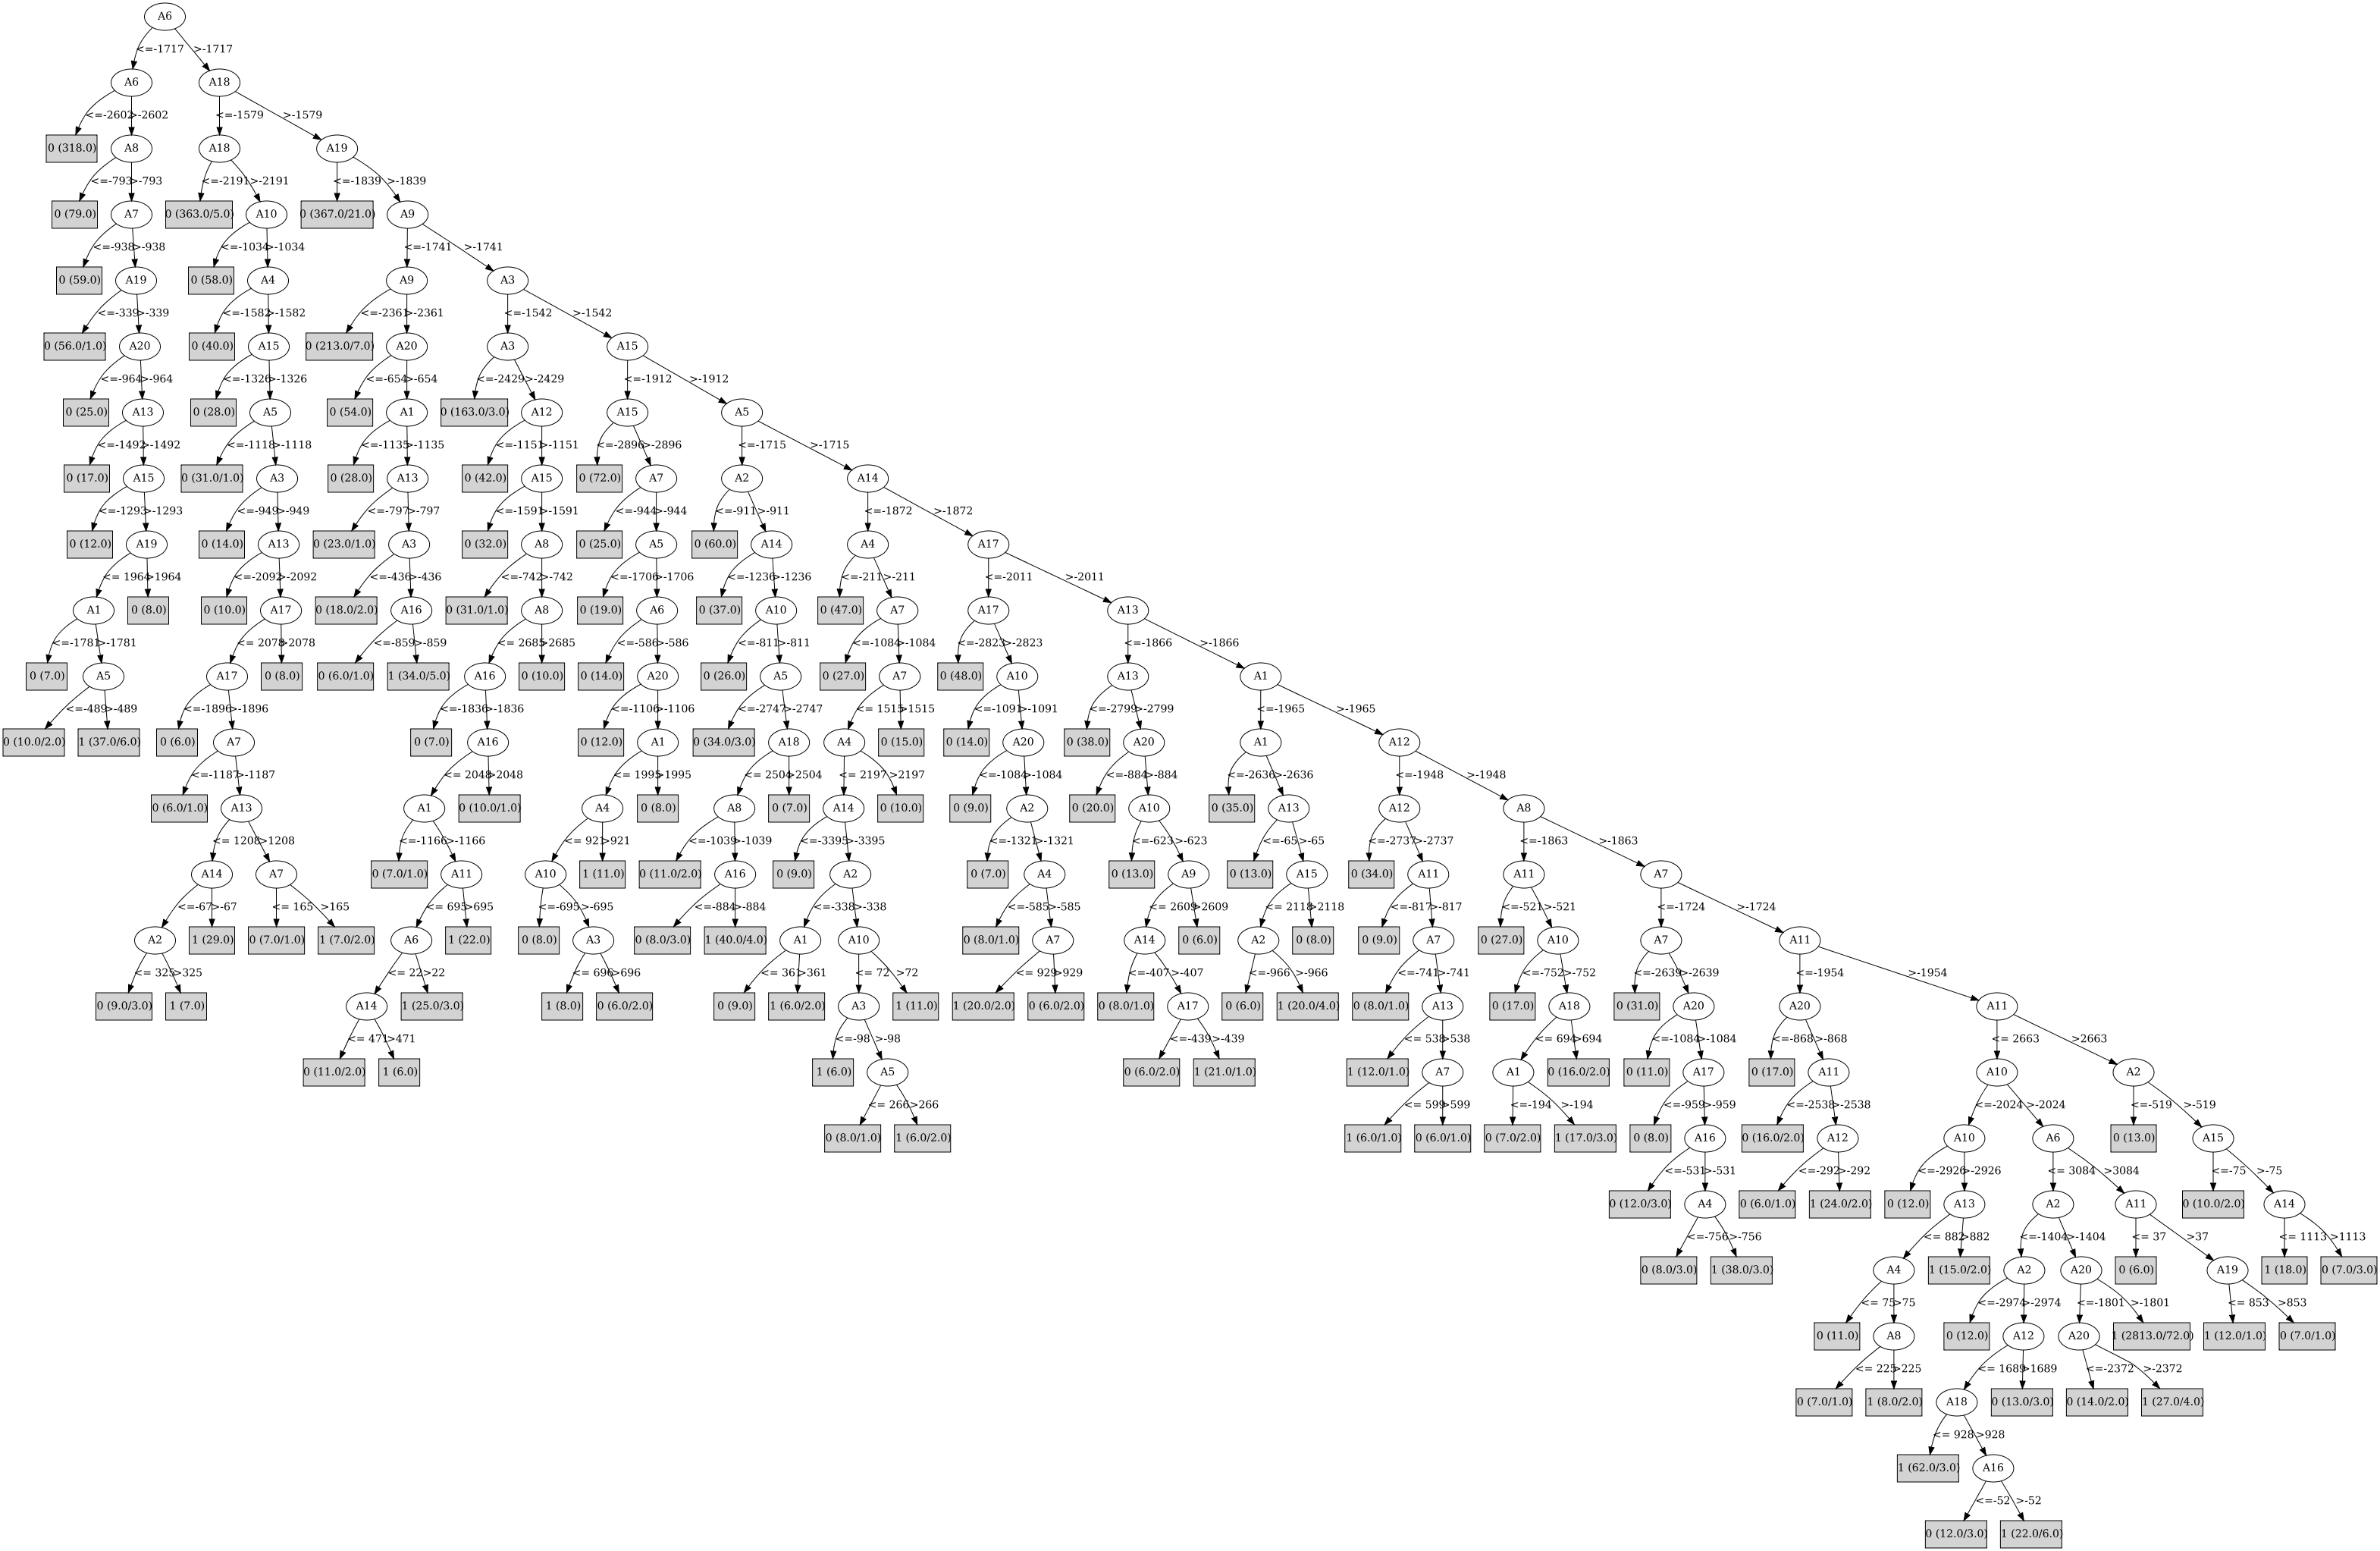 A6
<=-1717 >-1717
A6 A18
<=-2602 >-2602 <=-1579 >-1579
0 (318.0) A8 A18 A19
<=-793 >-793 <=-2191 >-2191 <=-1839 >-1839
0 (79.0) A7 0 (363.0/5.0) A10 0 (367.0/21.0) A9
<=-938 >-938 <=-1034 >-1034 <=-1741 >-1741
0 (59.0) A19 0 (58.0) A4 A9 A3
<=-339 >-339 <=-1582 >-1582 <=-2361 >-2361 <=-1542 >-1542
0 (56.0/1.0) A20 0 (40.0) A15 0 (213.0/7.0) A20 A3 A15
<=-964 >-964 <=-1326 >-1326 <=-654 >-654 <=-2429 >-2429 <=-1912 >-1912
0 (25.0) A13 0 (28.0) A5 0 (54.0) A1 0 (163.0/3.0) A12 A15 A5
<=-1492 >-1492 <=-1118 >-1118 <=-1135 >-1135 <=-1151 >-1151 <=-2896 >-2896 <=-1715 >-1715
0 (17.0) A15 0 (31.0/1.0) A3 0 (28.0) A13 0 (42.0) A15 0 (72.0) A7 A2 A14
<=-1293 >-1293 <=-949 >-949 <=-797 >-797 <=-1591 >-1591 <=-944 >-944 <=-911 >-911 <=-1872 >-1872
0 (12.0) A19 0 (14.0) A13 0 (23.0/1.0) A3 0 (32.0) A8 0 (25.0) A5 0 (60.0) A14 A4 A17
<= 1964 >1964 <=-2092 >-2092 <=-436 >-436 <=-742 >-742 <=-1706 >-1706 <=-1236 >-1236 <=-211 >-211 <=-2011 >-2011
A1 0 (8.0) 0 (10.0) A17 0 (18.0/2.0) A16 0 (31.0/1.0) A8 0 (19.0) A6 0 (37.0) A10 0 (47.0) A7 A17 A13
<=-1781 >-1781 <= 2078 >2078 <=-859 >-859 <= 2685 >2685 <=-586 >-586 <=-811 >-811 <=-1084 >-1084 <=-2823 >-2823 <=-1866 >-1866
0 (7.0) A5 A17 0 (8.0) 0 (6.0/1.0) 1 (34.0/5.0) A16 0 (10.0) 0 (14.0) A20 0 (26.0) A5 0 (27.0) A7 0 (48.0) A10 A13 A1
<=-489 >-489 <=-1896 >-1896 <=-1836 >-1836 <=-1106 >-1106 <=-2747 >-2747 <= 1515 >1515 <=-1091 >-1091 <=-2799 >-2799 <=-1965 >-1965
0 (10.0/2.0) 1 (37.0/6.0) 0 (6.0) A7 0 (7.0) A16 0 (12.0) A1 0 (34.0/3.0) A18 A4 0 (15.0) 0 (14.0) A20 0 (38.0) A20 A1 A12
<=-1187 >-1187 <= 2048 >2048 <= 1995 >1995 <= 2504 >2504 <= 2197 >2197 <=-1084 >-1084 <=-884 >-884 <=-2636 >-2636 <=-1948 >-1948
0 (6.0/1.0) A13 A1 0 (10.0/1.0) A4 0 (8.0) A8 0 (7.0) A14 0 (10.0) 0 (9.0) A2 0 (20.0) A10 0 (35.0) A13 A12 A8
<= 1208 >1208 <=-1166 >-1166 <= 921 >921 <=-1039 >-1039 <=-3395 >-3395 <=-1321 >-1321 <=-623 >-623 <=-65 >-65 <=-2737 >-2737 <=-1863 >-1863
A14 A7 0 (7.0/1.0) A11 A10 1 (11.0) 0 (11.0/2.0) A16 0 (9.0) A2 0 (7.0) A4 0 (13.0) A9 0 (13.0) A15 0 (34.0) A11 A11 A7
<=-67 >-67 <= 165 >165 <= 695 >695 <=-695 >-695 <=-884 >-884 <=-338 >-338 <=-585 >-585 <= 2609 >2609 <= 2118 >2118 <=-817 >-817 <=-521 >-521 <=-1724 >-1724
A2 1 (29.0) 0 (7.0/1.0) 1 (7.0/2.0) A6 1 (22.0) 0 (8.0) A3 0 (8.0/3.0) 1 (40.0/4.0) A1 A10 0 (8.0/1.0) A7 A14 0 (6.0) A2 0 (8.0) 0 (9.0) A7 0 (27.0) A10 A7 A11
<= 325 >325 <= 22 >22 <= 696 >696 <= 361 >361 <= 72 >72 <= 929 >929 <=-407 >-407 <=-966 >-966 <=-741 >-741 <=-752 >-752 <=-2639 >-2639 <=-1954 >-1954
0 (9.0/3.0) 1 (7.0) A14 1 (25.0/3.0) 1 (8.0) 0 (6.0/2.0) 0 (9.0) 1 (6.0/2.0) A3 1 (11.0) 1 (20.0/2.0) 0 (6.0/2.0) 0 (8.0/1.0) A17 0 (6.0) 1 (20.0/4.0) 0 (8.0/1.0) A13 0 (17.0) A18 0 (31.0) A20 A20 A11
<= 471 >471 <=-98 >-98 <=-439 >-439 <= 538 >538 <= 694 >694 <=-1084 >-1084 <=-868 >-868 <= 2663 >2663
0 (11.0/2.0) 1 (6.0) 1 (6.0) A5 0 (6.0/2.0) 1 (21.0/1.0) 1 (12.0/1.0) A7 A1 0 (16.0/2.0) 0 (11.0) A17 0 (17.0) A11 A10 A2
<= 266 >266 <= 599 >599 <=-194 >-194 <=-959 >-959 <=-2538 >-2538 <=-2024 >-2024 <=-519 >-519
0 (8.0/1.0) 1 (6.0/2.0) 1 (6.0/1.0) 0 (6.0/1.0) 0 (7.0/2.0) 1 (17.0/3.0) 0 (8.0) A16 0 (16.0/2.0) A12 A10 A6 0 (13.0) A15
<=-531 >-531 <=-292 >-292 <=-2926 >-2926 <= 3084 >3084 <=-75 >-75
0 (12.0/3.0) A4 0 (6.0/1.0) 1 (24.0/2.0) 0 (12.0) A13 A2 A11 0 (10.0/2.0) A14
<=-756 >-756 <= 882 >882 <=-1404 >-1404 <= 37 >37 <= 1113 >1113
0 (8.0/3.0) 1 (38.0/3.0) A4 1 (15.0/2.0) A2 A20 0 (6.0) A19 1 (18.0) 0 (7.0/3.0)
<= 75 >75 <=-2974 >-2974 <=-1801 >-1801 <= 853 >853
0 (11.0) A8 0 (12.0) A12 A20 1 (2813.0/72.0) 1 (12.0/1.0) 0 (7.0/1.0)
<= 225 >225 <= 1689 >1689 <=-2372 >-2372
0 (7.0/1.0) 1 (8.0/2.0) A18 0 (13.0/3.0) 0 (14.0/2.0) 1 (27.0/4.0)
<= 928 >928
1 (62.0/3.0) A16
<=-52 >-52
0 (12.0/3.0) 1 (22.0/6.0)